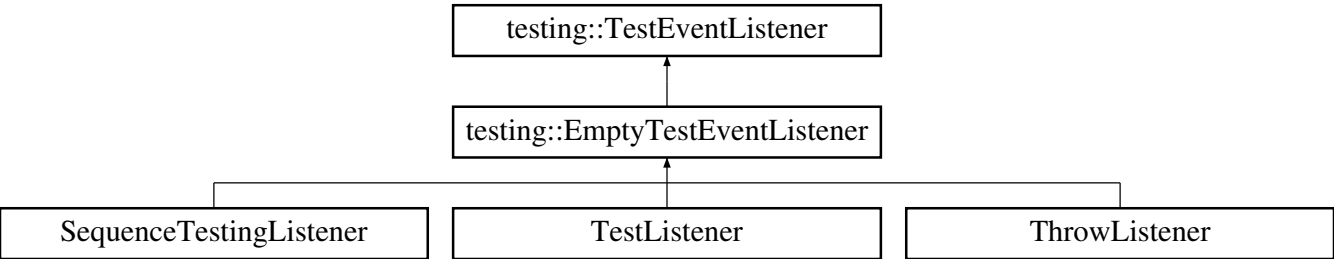 testing::TestEventListener
testing::EmptyTestEventListener
SequenceTestingListener
TestListener
ThrowListener